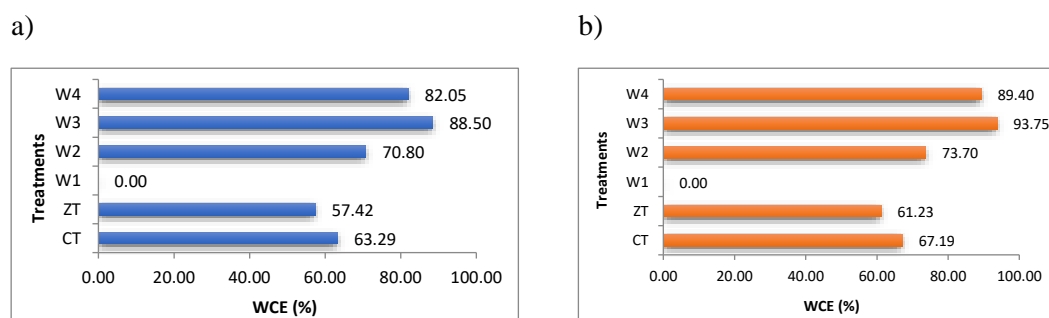 a)
W4
82.05
W3
88.50
W2
70.80
W1
0.00
ZT
57.42
CT
63.29
Treatments
0.00 20.00 40.00 60.00 80.00 100.00
WCE (%)
b)
W4
89.40
W3
93.75
W2
73.70
W1
0.00
ZT
61.23
CT
67.19
Treatments
0.00 20.00 40.00 60.00 80.00 100.00
WCE (%)